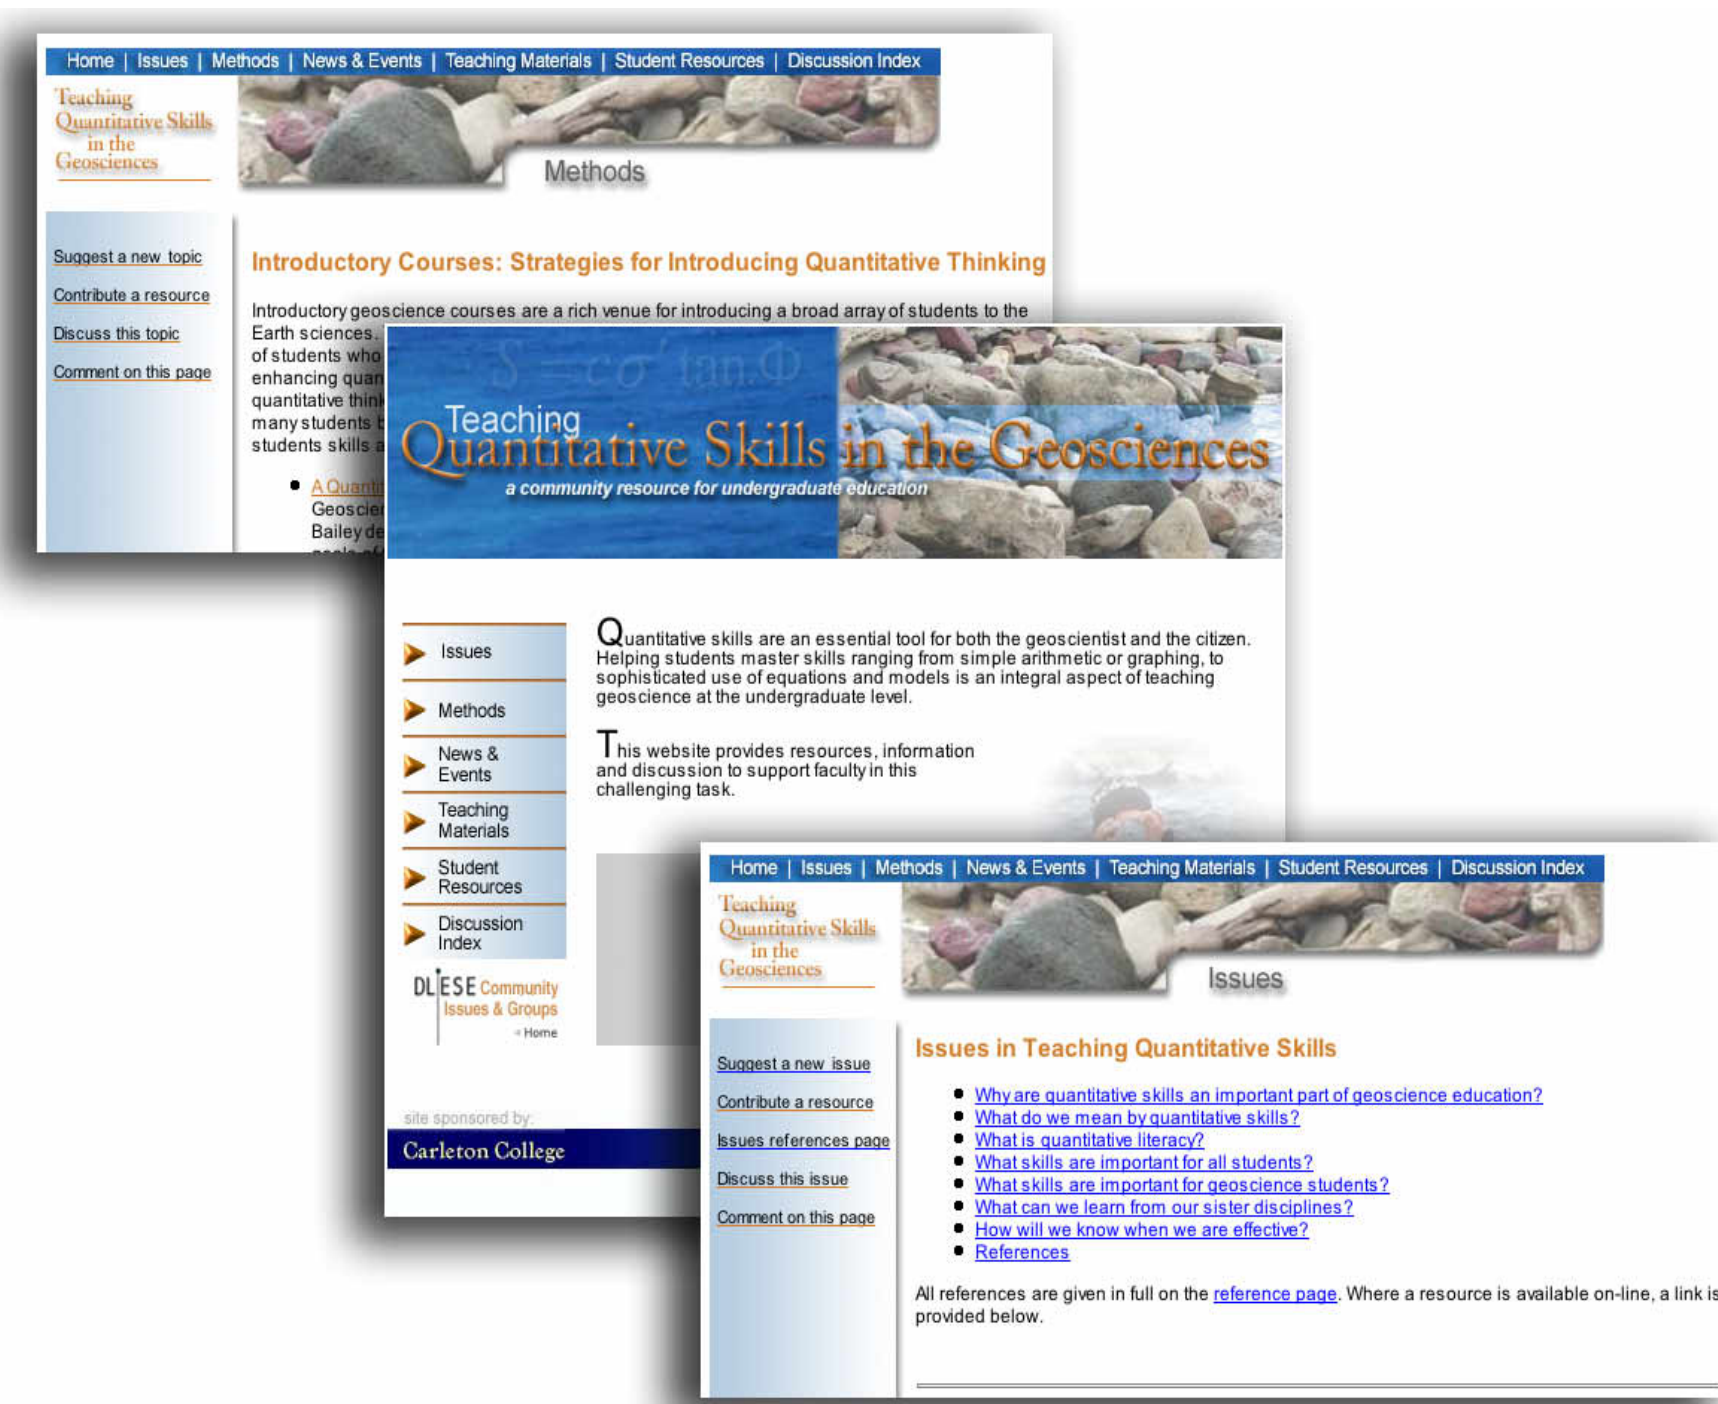 Home | Issues | Methods | News & Events | Teaching Materials | Student Resources | Discussion Index
Teaching
Quantitative Skills
in the
Geosciences
Methods
Suggest a new topic
Contribute a resource
Discuss this topic
Comment on this page
Introductory Courses: Strategies for Introducing Quantitative Thinking
Introductory geoscience courses are a rich venue for introducing a broad array of students to the
Earth sciences.
of students who
enhancing quan
quantitative think
many students b
students skills a
A Quantit
Geoscien
Bailey de
S = cσ' tan.Φ
Teaching
Quantitative Skills in the Geosciences
a community resource for undergraduate education
Issues
Methods
News &
Events
Teaching
Materials
Student
Resources
Discussion
Index
DLESE Community
Issues & Groups
Home
site sponsored by:
Carleton College
Quantitative skills are an essential tool for both the geoscientist and the citizen.
Helping students master skills ranging from simple arithmetic or graphing, to
sophisticated use of equations and models is an integral aspect of teaching
geoscience at the undergraduate level.
This website provides resources, information
and discussion to support faculty in this
challenging task.
Home | Issues | Methods | News & Events | Teaching Materials | Student Resources | Discussion Index
Teaching
Quantitative Skills
in the
Geosciences
Issues
Suggest a new issue
Contribute a resource
Issues references page
Discuss this issue
Comment on this page
Issues in Teaching Quantitative Skills
Why are quantitative skills an important part of geoscience education?
What do we mean by quantitative skills?
What is quantitative literacy?
What skills are important for all students?
What skills are important for geoscience students?
What can we learn from our sister disciplines?
How will we know when we are effective?
References
All references are given in full on the reference page. Where a resource is available on-line, a link is
provided below.